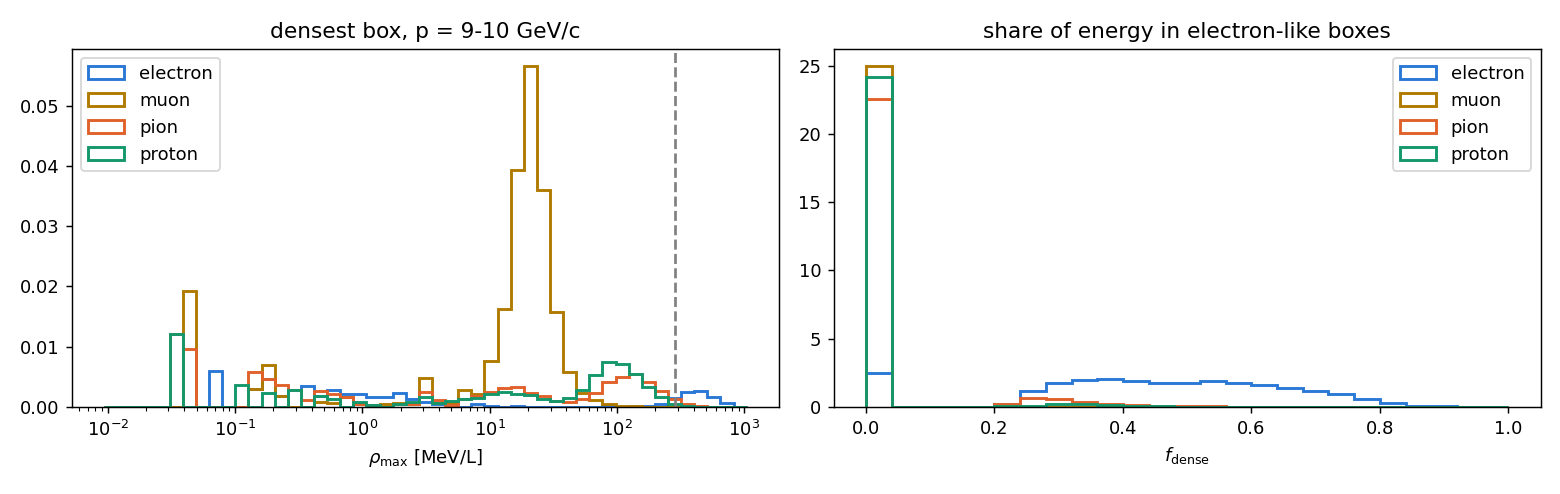 densest box, p = 9-10 GeV/c
electron
muon
pion
proton
0.05
0.04
0.03
0.02
0.01
0.00
10⁻² 10⁻¹ 10⁰ 10¹ 10² 10³
ρmax [MeV/L]
share of energy in electron-like boxes
electron
muon
pion
proton
25
20
15
10
5
0
0.0 0.2 0.4 0.6 0.8 1.0
fdense